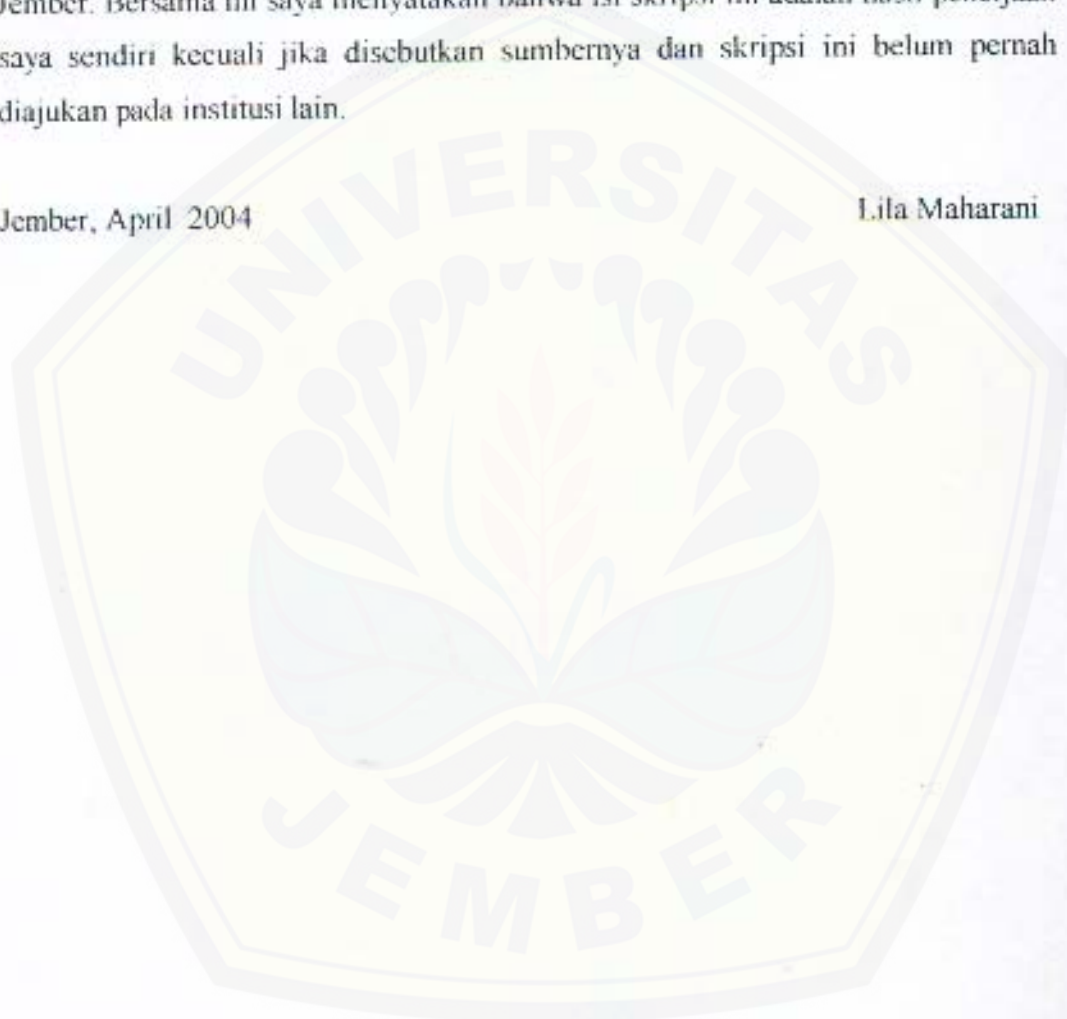 Jember. Bersama ini saya menyatakan bahwa isi skripsi ini adalah hasil pekerjaan
saya sendiri kecuali jika disebutkan sumbernya dan skripsi ini belum pernah
diajukan pada institusi lain.
Jember, April 2004 Lila Maharani
UNIVERSITAS
JEMBER